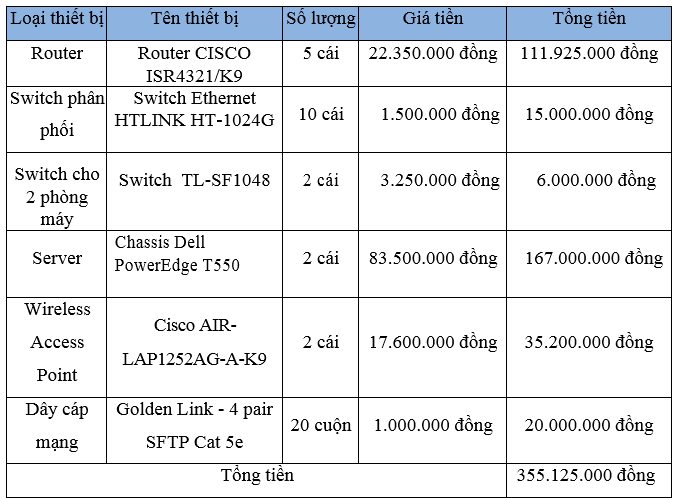 Loại thiết bị Tên thiết bị Số lượng Giá tiền Tổng tiền
Router Router CISCO 5 cái 22.350.000 đồng 111.925.000 đồng
ISR4321/K9
Switch phân Switch Ethernet
phối HTLINK HT-1024G 10 cái 1.500.000 đồng 15.000.000 đồng
Switch cho
2 phòng Switch TL-SF1048 2 cái 3.250.000 đồng 6.000.000 đồng
máy
Server Chassis Dell 2 cái 83.500.000 đồng 167.000.000 đồng
PowerEdge T550
Wireless
Access Cisco AIR- 2 cái 17.600.000 đồng 35.200.000 đồng
Point LAP1252AG-A-K9
Dây cáp Golden Link - 4 pair 20 cuộn 1.000.000 đồng 20.000.000 đồng
mạng SFTP Cat 5e
Tổng tiền 355.125.000 đồng